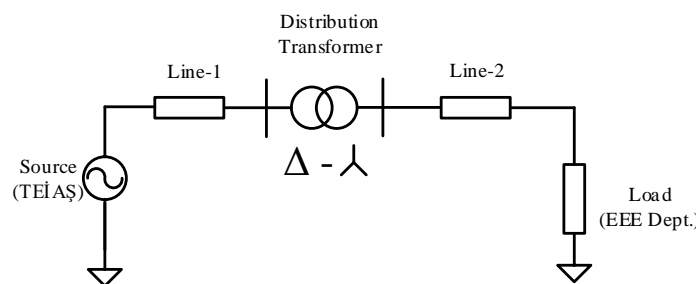 Distribution
Transformer
Line-1
Line-2
Source
(TEİAŞ)
Δ - 
Load
(EEE Dept.)